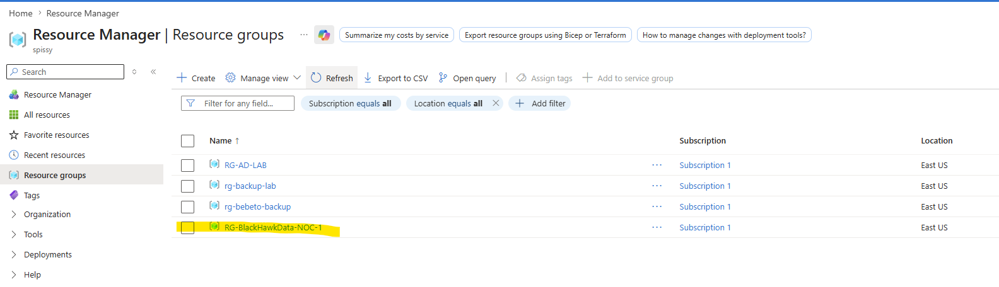 Home > Resource Manager
Resource Manager | Resource groups ... Summarize my costs by service Export resource groups using Bicep or Terraform How to manage changes with deployment tools?
spissy
Search
Resource Manager
All resources
Favorite resources
Recent resources
Resource groups
Tags
Organization
Tools
Deployments
Help
Create Manage view Refresh Export to CSV Open query Assign tags Add to service group
Filter for any field... Subscription equals all Location equals all Add filter
Name ↑ Subscription Location
RG-AD-LAB ... Subscription 1 East US
rg-backup-lab ... Subscription 1 East US
rg-bebeto-backup ... Subscription 1 East US
RG-BlackHawkData-NOC-1 ... Subscription 1 East US